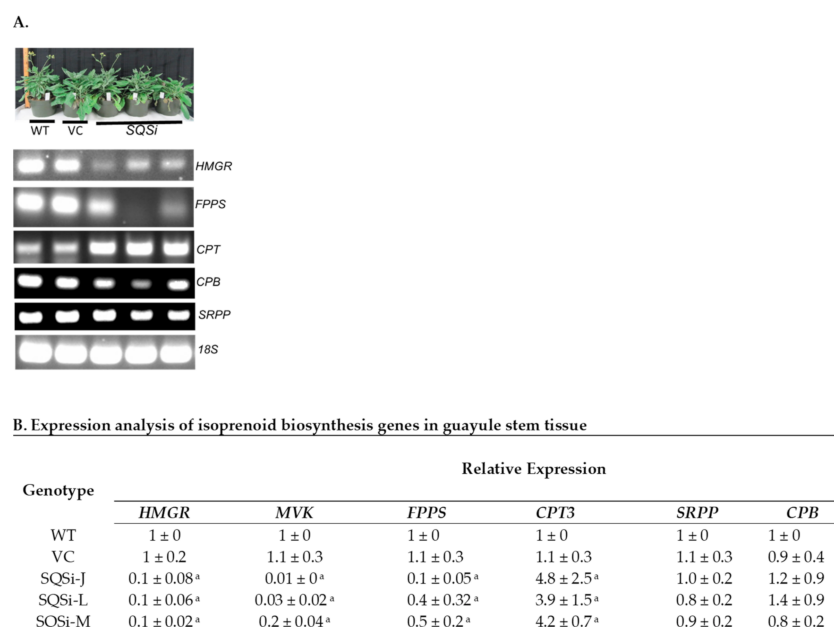 A.
WT VC SQSi
HMGR
FPPS
CPT
CPB
SRPP
18S
B. Expression analysis of isoprenoid biosynthesis genes in guayule stem tissue
Relative Expression
Genotype
HMGR MVK FPPS CPT3 SRPP CPB
WT 1 ± 0 1 ± 0 1 ± 0 1 ± 0 1 ± 0 1 ± 0
VC 1 ± 0.2 1.1 ± 0.3 1.1 ± 0.3 1.1 ± 0.3 1.1 ± 0.3 0.9 ± 0.4
SQSi-J 0.1 ± 0.08 a 0.01 ± 0 a 0.1 ± 0.05 a 4.8 ± 2.5 a 1.0 ± 0.2 1.2 ± 0.9
SQSi-L 0.1 ± 0.06 a 0.03 ± 0.02 a 0.4 ± 0.32 a 3.9 ± 1.5 a 0.8 ± 0.2 1.4 ± 0.9
SQSi-M 0.1 ± 0.02 a 0.2 ± 0.04 a 0.5 ± 0.2 a 4.2 ± 0.7 a 0.9 ± 0.2 0.8 ± 0.2